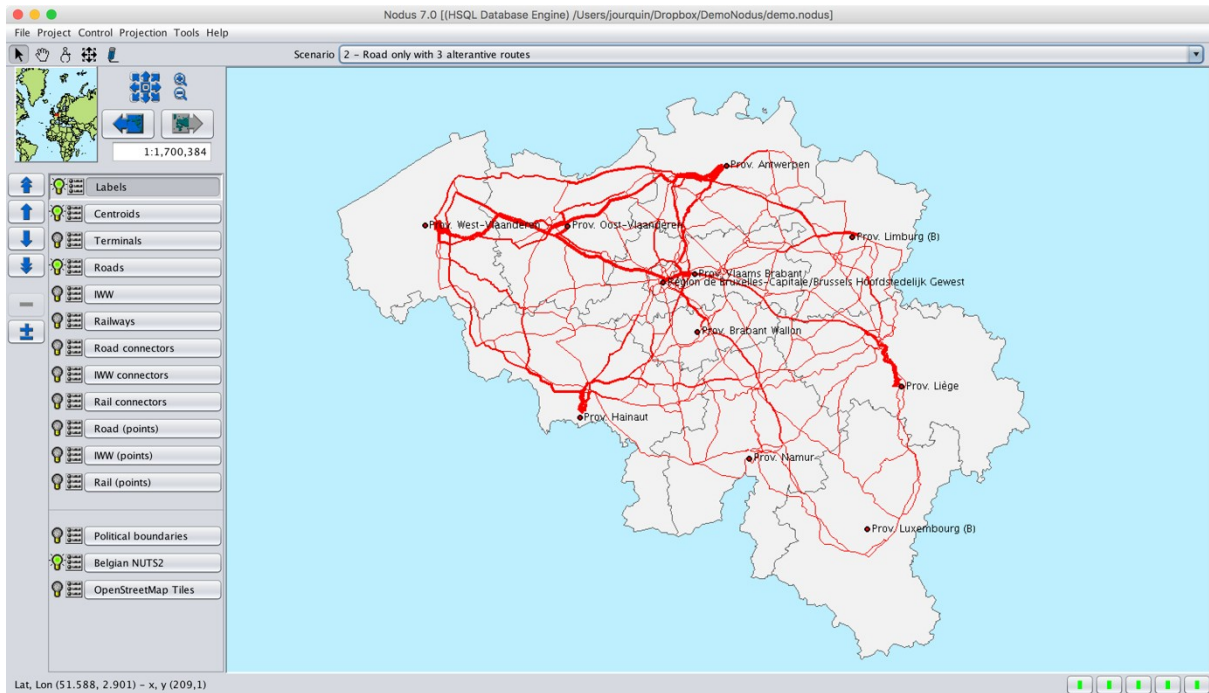 Nodus 7.0 [(HSQL Database Engine) /Users/jourquin/Dropbox/DemoNodus/demo.nodus]
File Project Control Projection Tools Help
Scenario 2 - Road only with 3 alterantive routes
1:1,700,384
Labels
Centroids
Terminals
Roads
IWW
Railways
Road connectors
IWW connectors
Rail connectors
Road (points)
IWW (points)
Rail (points)
Political boundaries
Belgian NUTS2
OpenStreetMap Tiles
Prov. Antwerpen
Prov. West-Vlaanderen
Prov. Oost-Vlaanderen
Prov. Limburg (B)
Prov. Vlaams Brabant
Région de Bruxelles-Capitale/Brussels Hoofdstedelijk Gewest
Prov. Brabant Wallon
Prov. Liége
Prov. Hainaut
Prov. Namur
Prov. Luxembourg (B)
Lat, Lon (51.588, 2.901) - x, y (209,1)